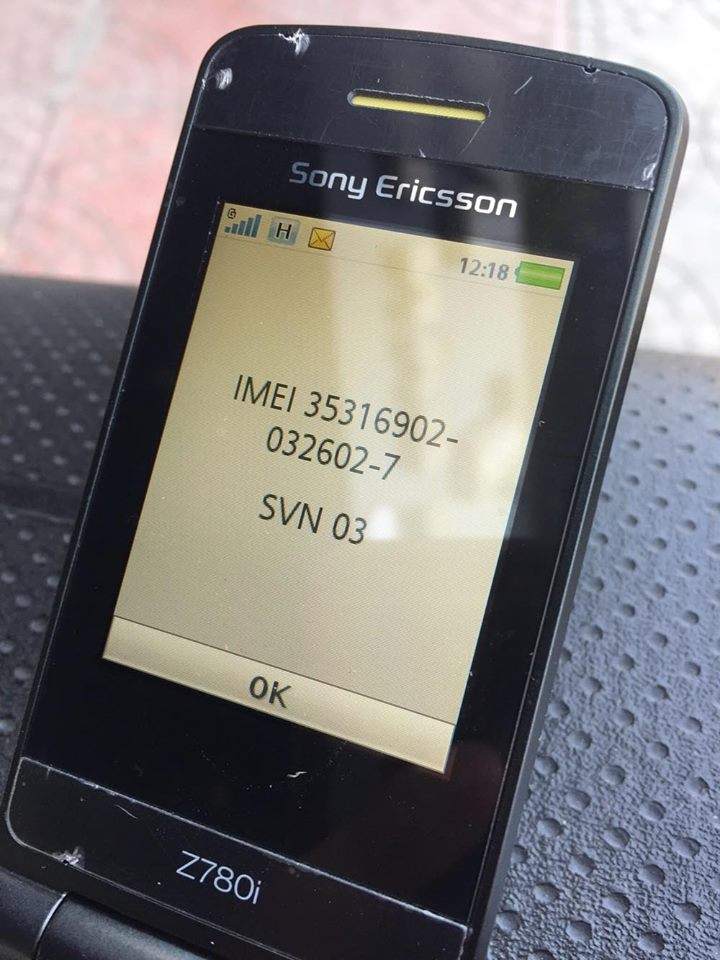 Sony Ericsson
G
H
12:18
IMEI 35316902-
032602-7
SVN 03
OK
Z780i